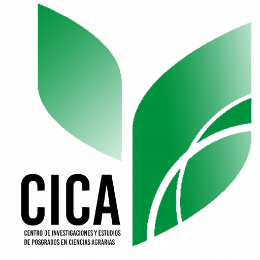 CICA
CENTRO DE INVESTIGACIONES Y ESTUDIOS
DE POSGRADOS EN CIENCIAS AGRARIAS